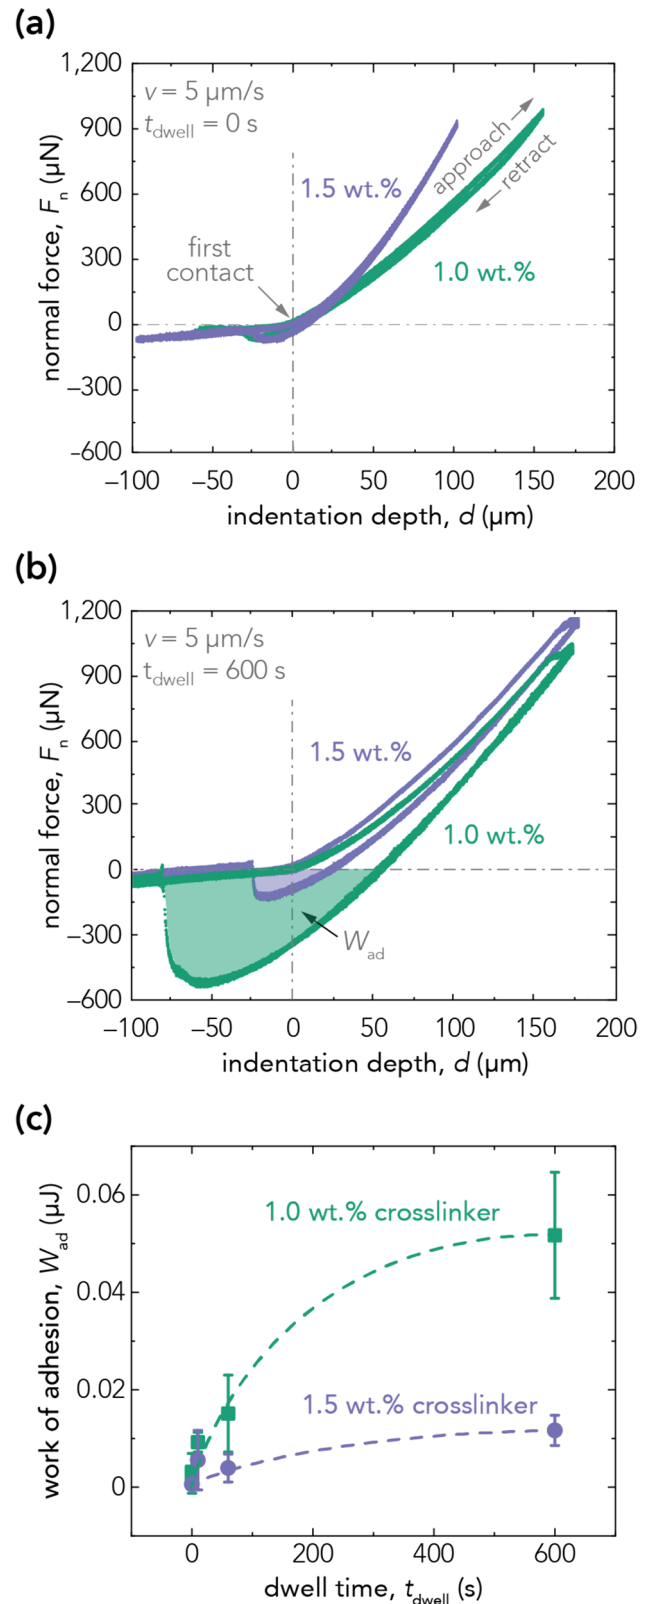 (a)
1,200
900
600
300
0
–300
-600
normal force, Fn (µN)
v = 5 µm/s
tdwell = 0 s
approach
retract
1.5 wt.%
first
contact
1.0 wt.%
–100
–50
0
50
100
150
200
indentation depth, d (µm)
(b)
1,200
900
600
300
0
–300
–600
normal force, Fn (µN)
v = 5 µm/s
tdwell = 600 s
1.5 wt.%
1.0 wt.%
Wad
–100
–50
0
50
100
150
200
indentation depth, d (µm)
(c)
0.06
0.04
0.02
0
work of adhesion, Wad (µJ)
1.0 wt.% crosslinker
1.5 wt.% crosslinker
0
200
400
600
dwell time, tdwell (s)